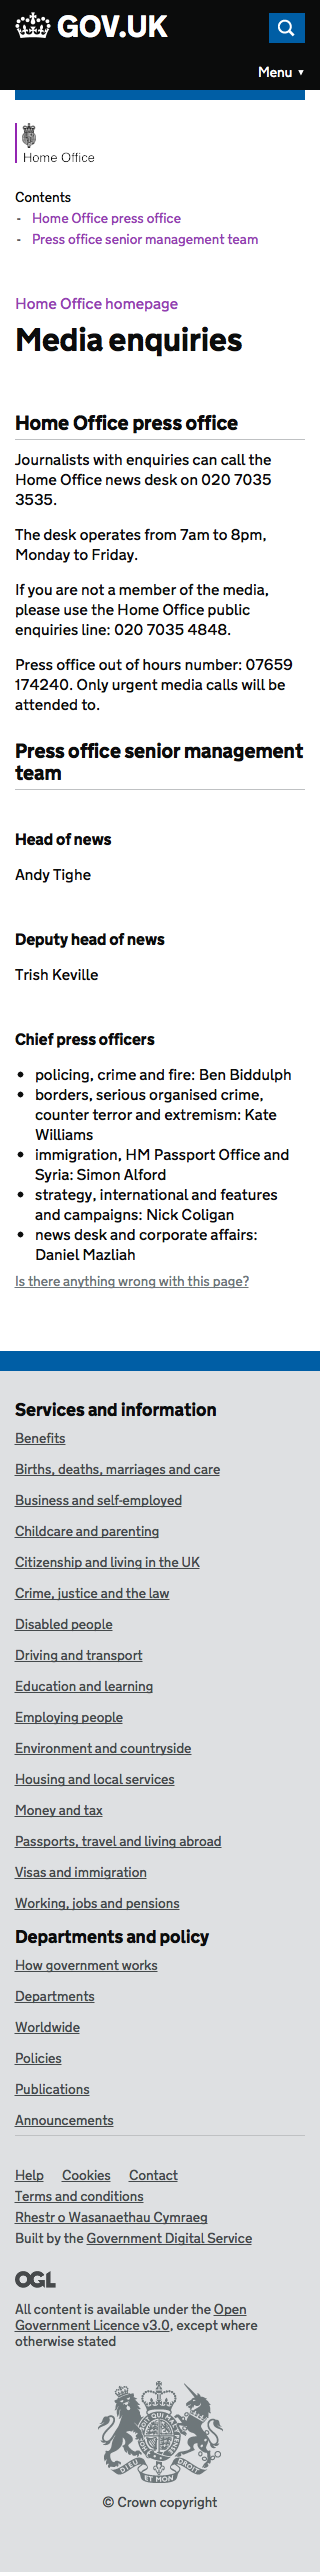 GOV.UK
Menu ▼
Home Office
Contents
- Home Office press office
- Press office senior management team
Home Office homepage
Media enquiries
Home Office press office
Journalists with enquiries can call the
Home Office news desk on 020 7035
3535.
The desk operates from 7am to 8pm,
Monday to Friday.
If you are not a member of the media,
please use the Home Office public
enquiries line: 020 7035 4848.
Press office out of hours number: 07659
174240. Only urgent media calls will be
attended to.
Press office senior management
team
Head of news
Andy Tighe
Deputy head of news
Trish Keville
Chief press officers
• policing, crime and fire: Ben Biddulph
• borders, serious organised crime,
counter terror and extremism: Kate
Williams
• immigration, HM Passport Office and
Syria: Simon Alford
• strategy, international and features
and campaigns: Nick Coligan
• news desk and corporate affairs:
Daniel Mazliah
Is there anything wrong with this page?
Services and information
Benefits
Births, deaths, marriages and care
Business and self-employed
Childcare and parenting
Citizenship and living in the UK
Crime, justice and the law
Disabled people
Driving and transport
Education and learning
Employing people
Environment and countryside
Housing and local services
Money and tax
Passports, travel and living abroad
Visas and immigration
Working, jobs and pensions
Departments and policy
How government works
Departments
Worldwide
Policies
Publications
Announcements
Help Cookies Contact
Terms and conditions
Rhestr o Wasanaethau Cymraeg
Built by the Government Digital Service
OGL
All content is available under the Open
Government Licence v3.0, except where
otherwise stated
DIEU ET MON DROIT
© Crown copyright